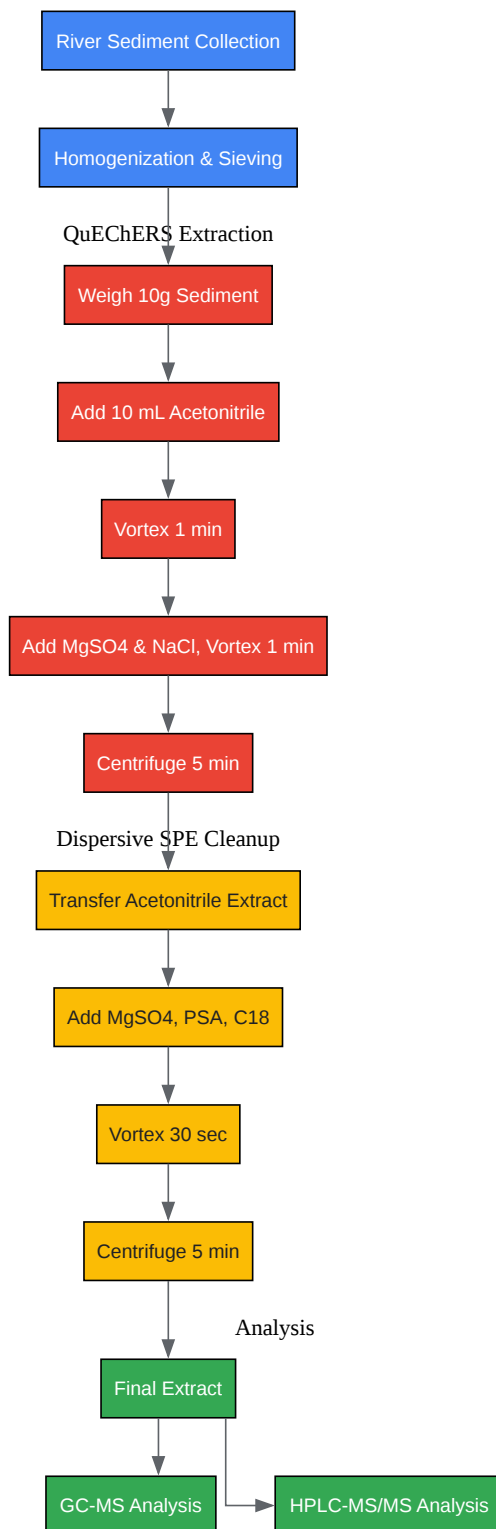 River Sediment Collection
Homogenization & Sieving
QuEChERS Extraction
Weigh 10g Sediment
Add 10 mL Acetonitrile
Vortex 1 min
Add MgSO4 & NaCl, Vortex 1 min
Centrifuge 5 min
Dispersive SPE Cleanup
Transfer Acetonitrile Extract
Add MgSO4, PSA, C18
Vortex 30 sec
Centrifuge 5 min
Analysis
Final Extract
GC-MS Analysis
HPLC-MS/MS Analysis